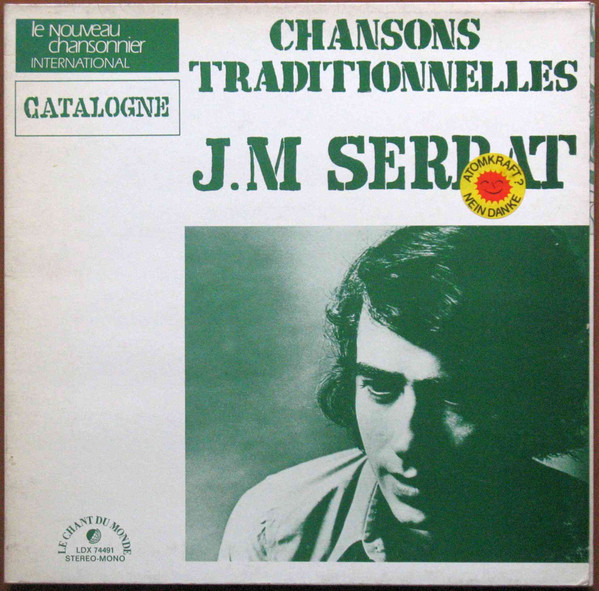 le NOUVEAU
chansonnier
INTERNATIONAL
CATALOGNE
CHANSONS
TRADITIONNELLES
J.M SERRAT
ATOMKRAFT?
NEIN DANKE
LE CHANT DU MONDE
LDX 74491
STEREO-MONO